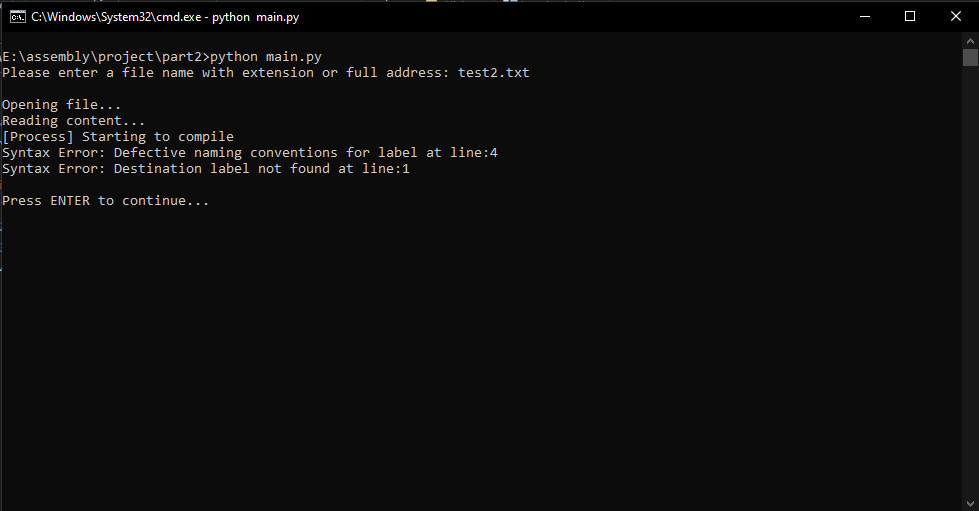 C:\Windows\System32\cmd.exe - python  main.py
E:\assembly\project\part2>python main.py
Please enter a file name with extension or full address: test2.txt
Opening file...
Reading content...
[Process] Starting to compile
Syntax Error: Defective naming conventions for label at line:4
Syntax Error: Destination label not found at line:1
Press ENTER to continue...